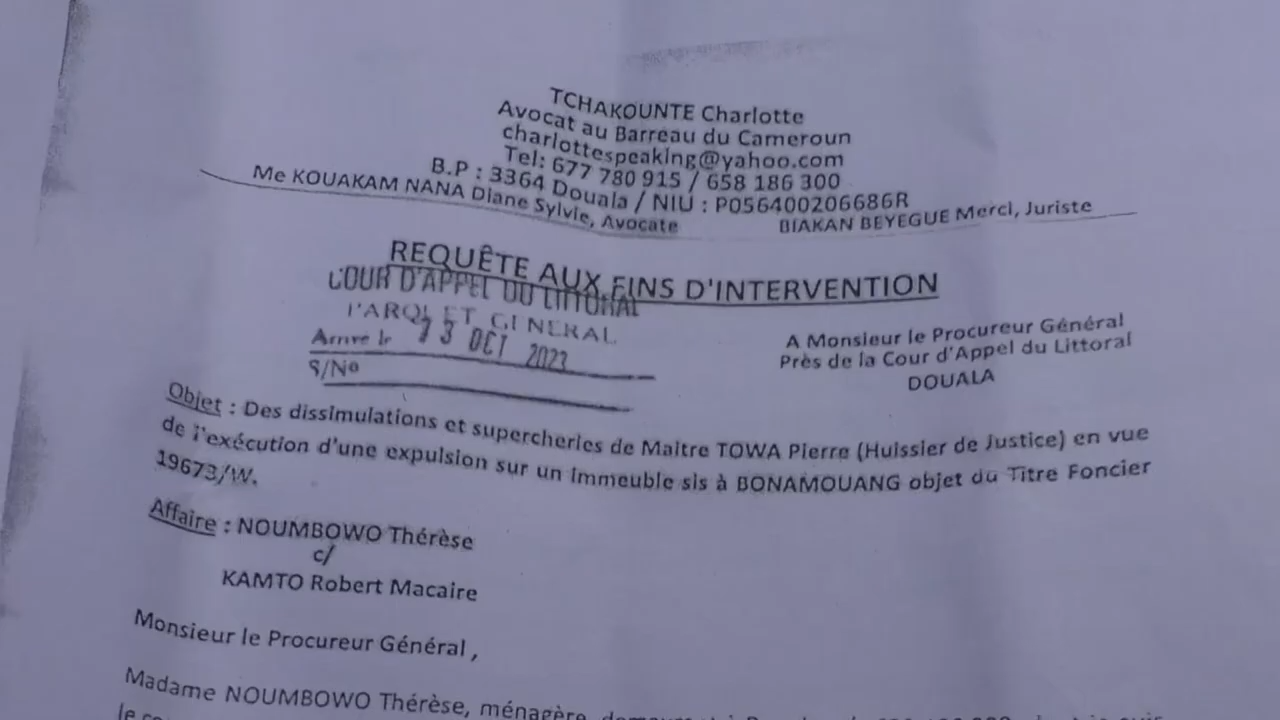 TCHAKOUNTE Charlotte
Avocat au Barreau du Cameroun
charlottespeaking@yahoo.com
Tel: 677 780 915 / 658 186 300
B.P : 3364 Douala / NIU : P056400206686R
Me KOUAKAM NANA Diane Sylvie, Avocate BIAKAN BEYEGUE Merci, Juriste
REQUÊTE AUX FINS D'INTERVENTION
COUR D'APPEL DU LITTORAL
PARQUET GENERAL
Arrivé le 13 OCT 2023
S/Nº
A Monsieur le Procureur Général
Près de la Cour d'Appel du Littoral
DOUALA
Objet : Des dissimulations et supercheries de Maitre TOWA Pierre (Huissier de Justice) en vue
de l'exécution d'une expulsion sur un immeuble sis à BONAMOUANG objet du Titre Foncier
19673/W.
Affaire : NOUMBOWO Thérèse
c/
KAMTO Robert Macaire
Monsieur le Procureur Général ,
Madame NOUMBOWO Thérèse, ménagère,